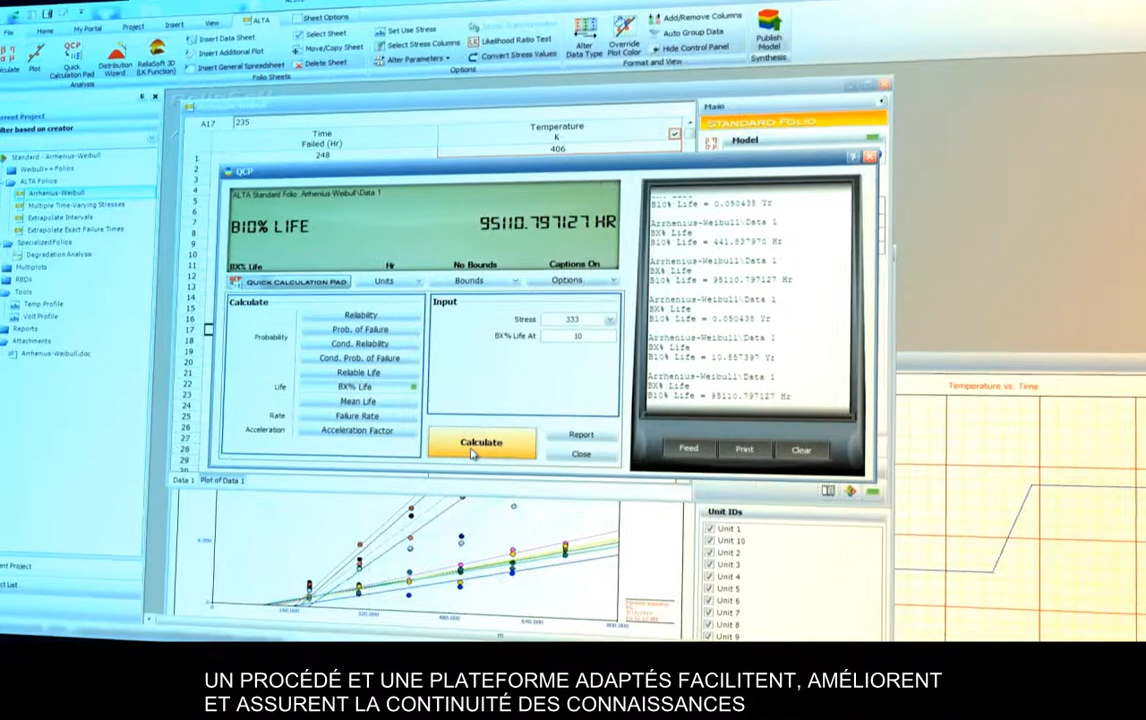 File
Home
My Portal
Project
Insert
View
ALTA
Sheet Options
Plot
Quick Calculation Pad
Distribution Wizard
ReliaSoft 3D (LK Function)
Analysis
Insert Data Sheet
Insert Additional Plot
Insert General Spreadsheet
Select Sheet
Move/Copy Sheet
Delete Sheet
Folio Sheets
Set Use Stress
Select Stress Columns
Alter Parameters
Likelihood Ratio Test
Convert Stress Values
Options
Alter Data Type
Override Plot Color
Add/Remove Columns
Auto Group Data
Hide Control Panel
Format and View
Publish Model
Synthesis
Standard - Arrhenius-Weibull
Weibull++ Folios
ALTA Folios
Arrhenius-Weibull
Multiple Time-Varying Stresses
Extrapolate Intervals
Extrapolate Exact Failure Times
Specialized Folios
Degradation Analysis
Multiplots
RBDs
Tools
Temp Profile
Volt Profile
Reports
Attachments
Arrhenius-Weibull.doc
A17
235
Time
Failed (Hr)
Temperature
K
1
248
406
Main
STANDARD FOLIO
Model
QCP
ALTA Standard Folio: Arrhenius-Weibull\Data 1
B10% LIFE
95110.797127 HR
BX% Life
Hr
No Bounds
Captions On
QUICK CALCULATION PAD
Units
Bounds
Options
Calculate
Probability
Reliability
Prob. of Failure
Cond. Reliability
Cond. Prob. of Failure
Life
Reliable Life
BX% Life
Mean Life
Rate
Failure Rate
Acceleration
Acceleration Factor
Input
Stress
333
BX% Life At
10
Calculate
Report
Close
B10% Life = 0.050438 Yr
Arrhenius-Weibull\Data 1
BX% Life
B10% Life = 441.837970 Hr
Arrhenius-Weibull\Data 1
BX% Life
B10% Life = 95110.797127 Hr
Arrhenius-Weibull\Data 1
BX% Life
B10% Life = 0.050438 Yr
Arrhenius-Weibull\Data 1
BX% Life
B10% Life = 10.857397 Yr
Arrhenius-Weibull\Data 1
BX% Life
B10% Life = 95110.797127 Hr
Feed
Print
Clear
Data 1
Plot of Data 1
Unit IDs
Unit 1
Unit 10
Unit 2
Unit 3
Unit 4
Unit 5
Unit 6
Unit 7
Unit 8
Unit 9
Temperature vs. Time
UN PROCÉDÉ ET UNE PLATEFORME ADAPTÉS FACILITENT, AMÉLIORENT
ET ASSURENT LA CONTINUITÉ DES CONNAISSANCES